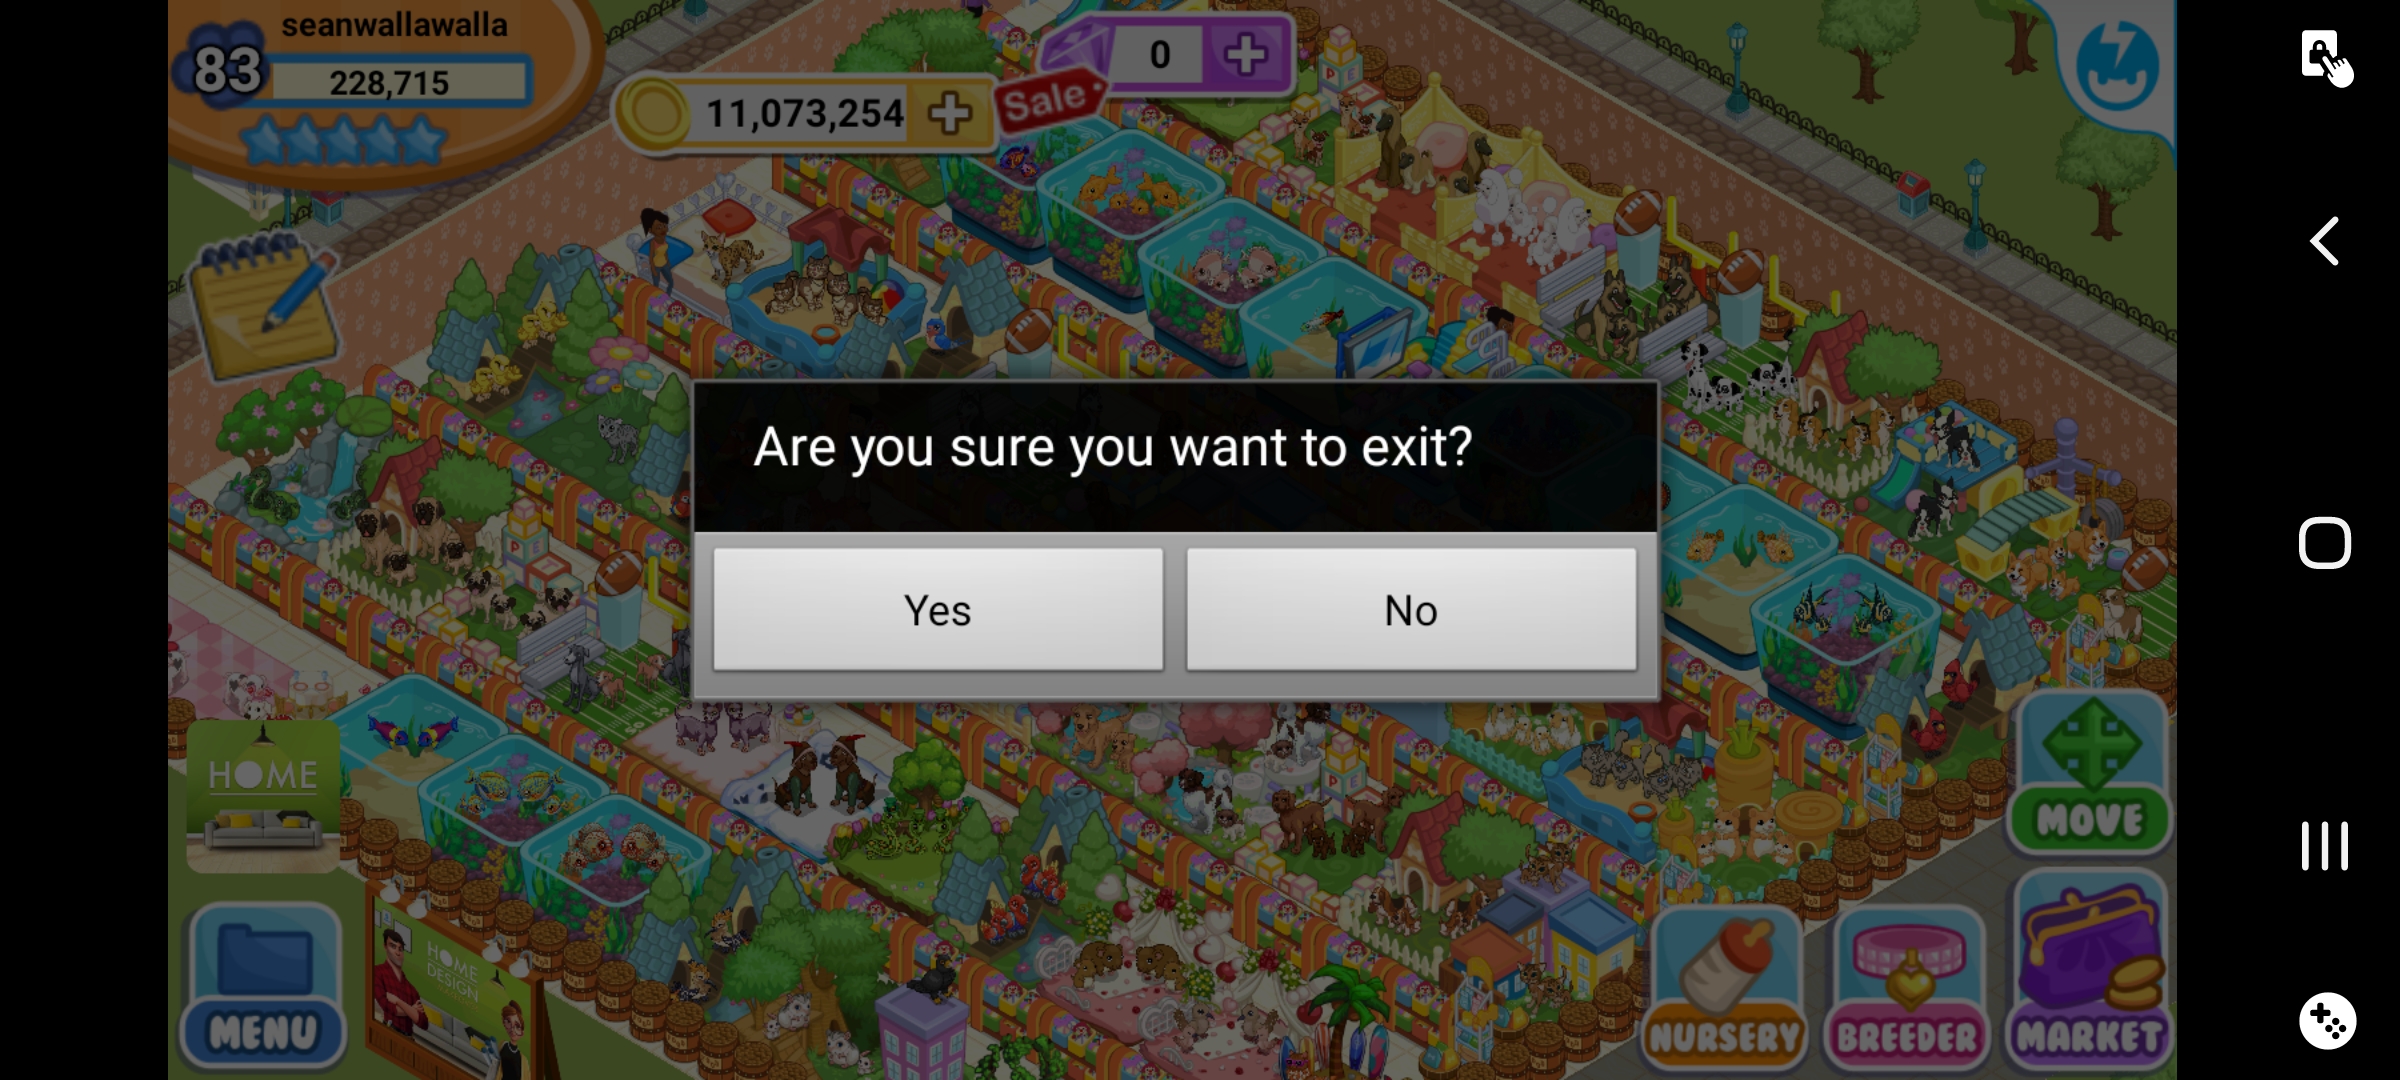 seanwallawalla
83
228,715
11,073,254
Sale
0
Are you sure you want to exit?
Yes
No
HOME
MENU
HOME
DESIGN
MOVE
NURSERY
BREEDER
MARKET